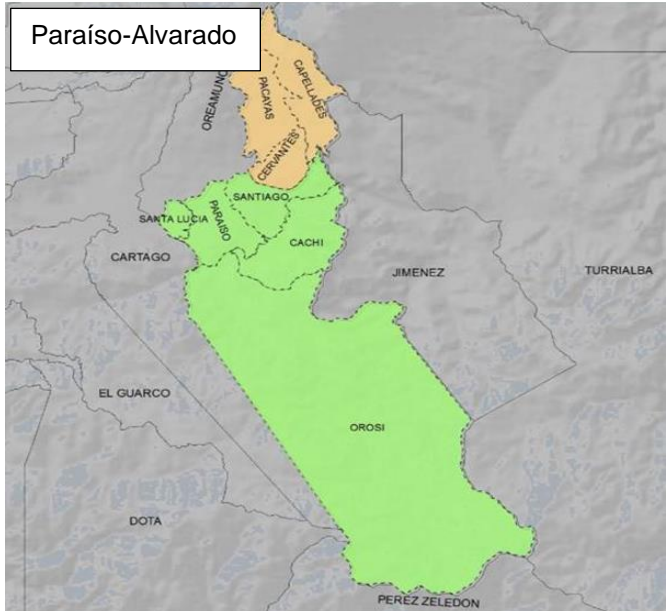 Paraíso-Alvarado
OREAMUNO
PACAYAS
CAPELLADES
CERVANTES
SANTIAGO
SANTA LUCIA
PARAISO
CACHI
CARTAGO
JIMENEZ
TURRIALBA
EL GUARCO
OROSI
DOTA
PEREZ ZELEDON